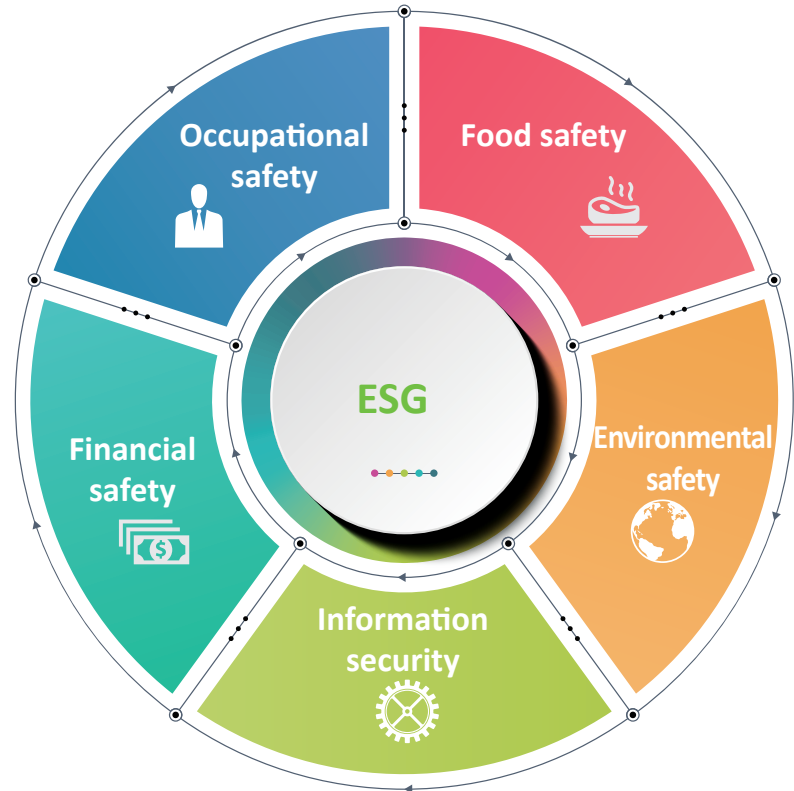 Occupational
safety
Food safety
Environmental
safety
Information
security
Financial
safety
ESG
$